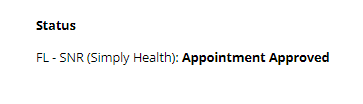 Status
FL - SNR (Simply Health): Appointment Approved